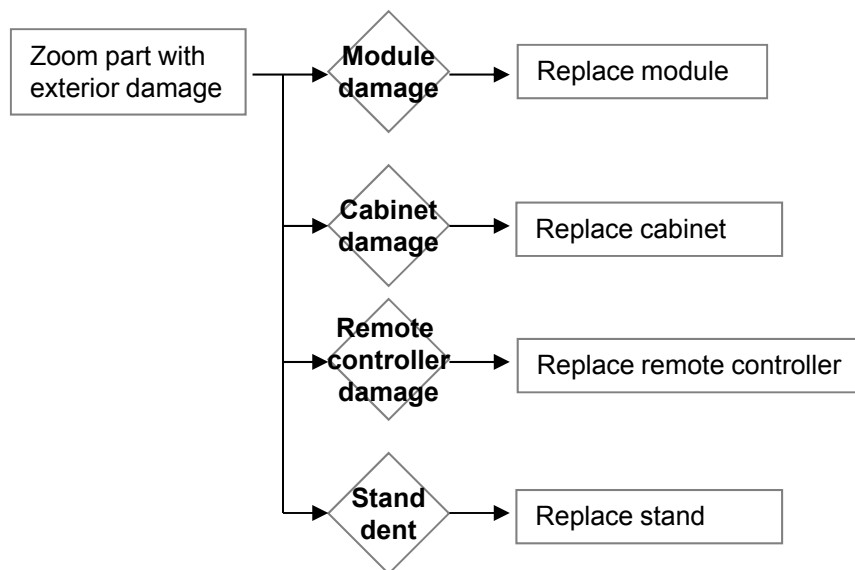 Zoom part with
exterior damage
Module
damage
Replace module
Cabinet
damage
Replace cabinet
Remote
controller
damage
Replace remote controller
Stand
dent
Replace stand